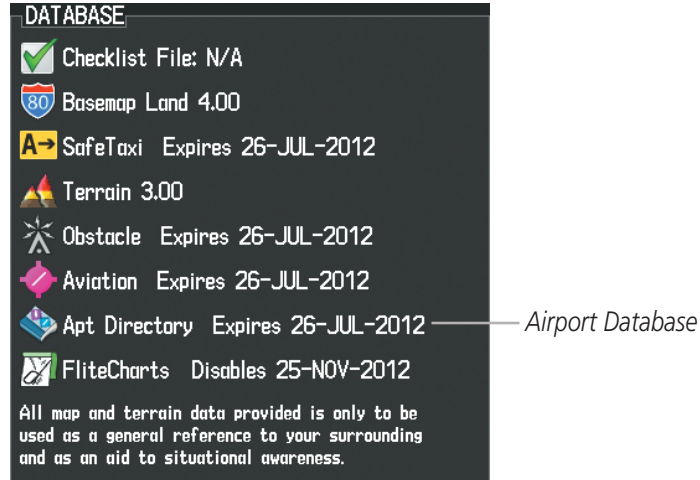 DATABASE
Checklist File: N/A
80 Basemap Land 4.00
A→ SafeTaxi Expires 26-JUL-2012
Terrain 3.00
Obstacle Expires 26-JUL-2012
Aviation Expires 26-JUL-2012
Apt Directory Expires 26-JUL-2012 Airport Database
FliteCharts Disables 25-NOV-2012
All map and terrain data provided is only to be
used as a general reference to your surrounding
and as an aid to situational awareness.